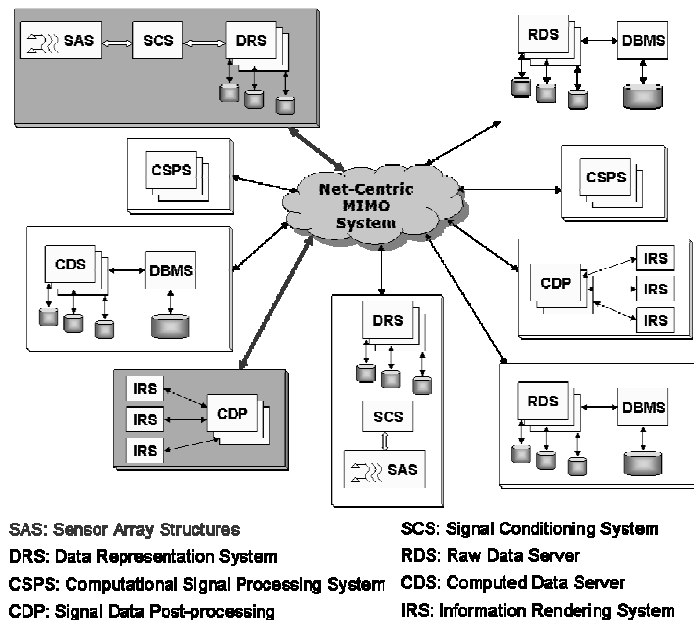 SAS
SCS
DRS
RDS
DBMS
CSPS
Net-Centric
MIMO
System
CSPS
CDS
DBMS
CDP
IRS
IRS
IRS
DRS
SCS
SAS
IRS
IRS
IRS
CDP
RDS
DBMS
SAS: Sensor Array Structures
DRS: Data Representation System
CSPS: Computational Signal Processing System
CDP: Signal Data Post-processing
SCS: Signal Conditioning System
RDS: Raw Data Server
CDS: Computed Data Server
IRS: Information Rendering System